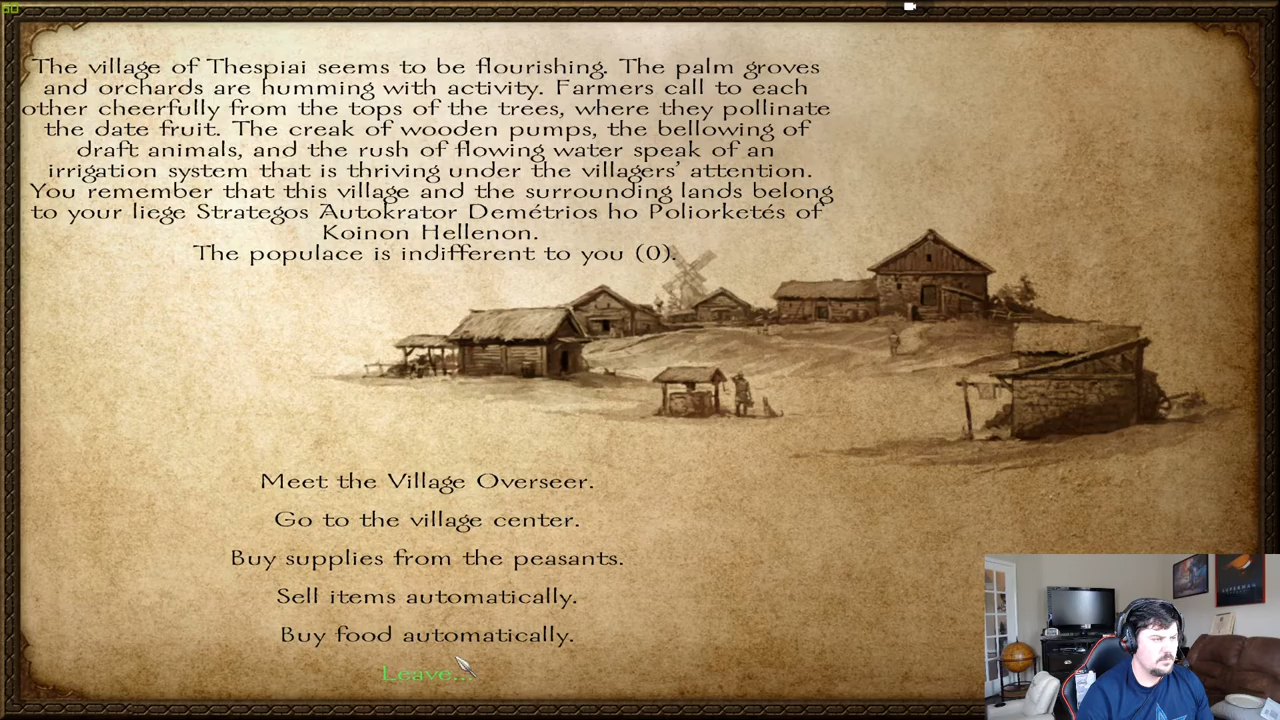 The village of Thespiai seems to be flourishing. The palm groves
and orchards are humming with activity. Farmers call to each
other cheerfully from the tops of the trees, where they pollinate
the date fruit. The creak of wooden pumps, the bellowing of
draft animals, and the rush of flowing water speak of an
irrigation system that is thriving under the villagers' attention.
You remember that this village and the surrounding lands belong
to your liege Strategos Autokrator Demétrios ho Poliorketés of
Koinon Hellenon.
The populace is indifferent to you (0).
Meet the Village Overseer.
Go to the village center.
Buy supplies from the peasants.
Sell items automatically.
Buy food automatically.
Leave...
SUPERMAN